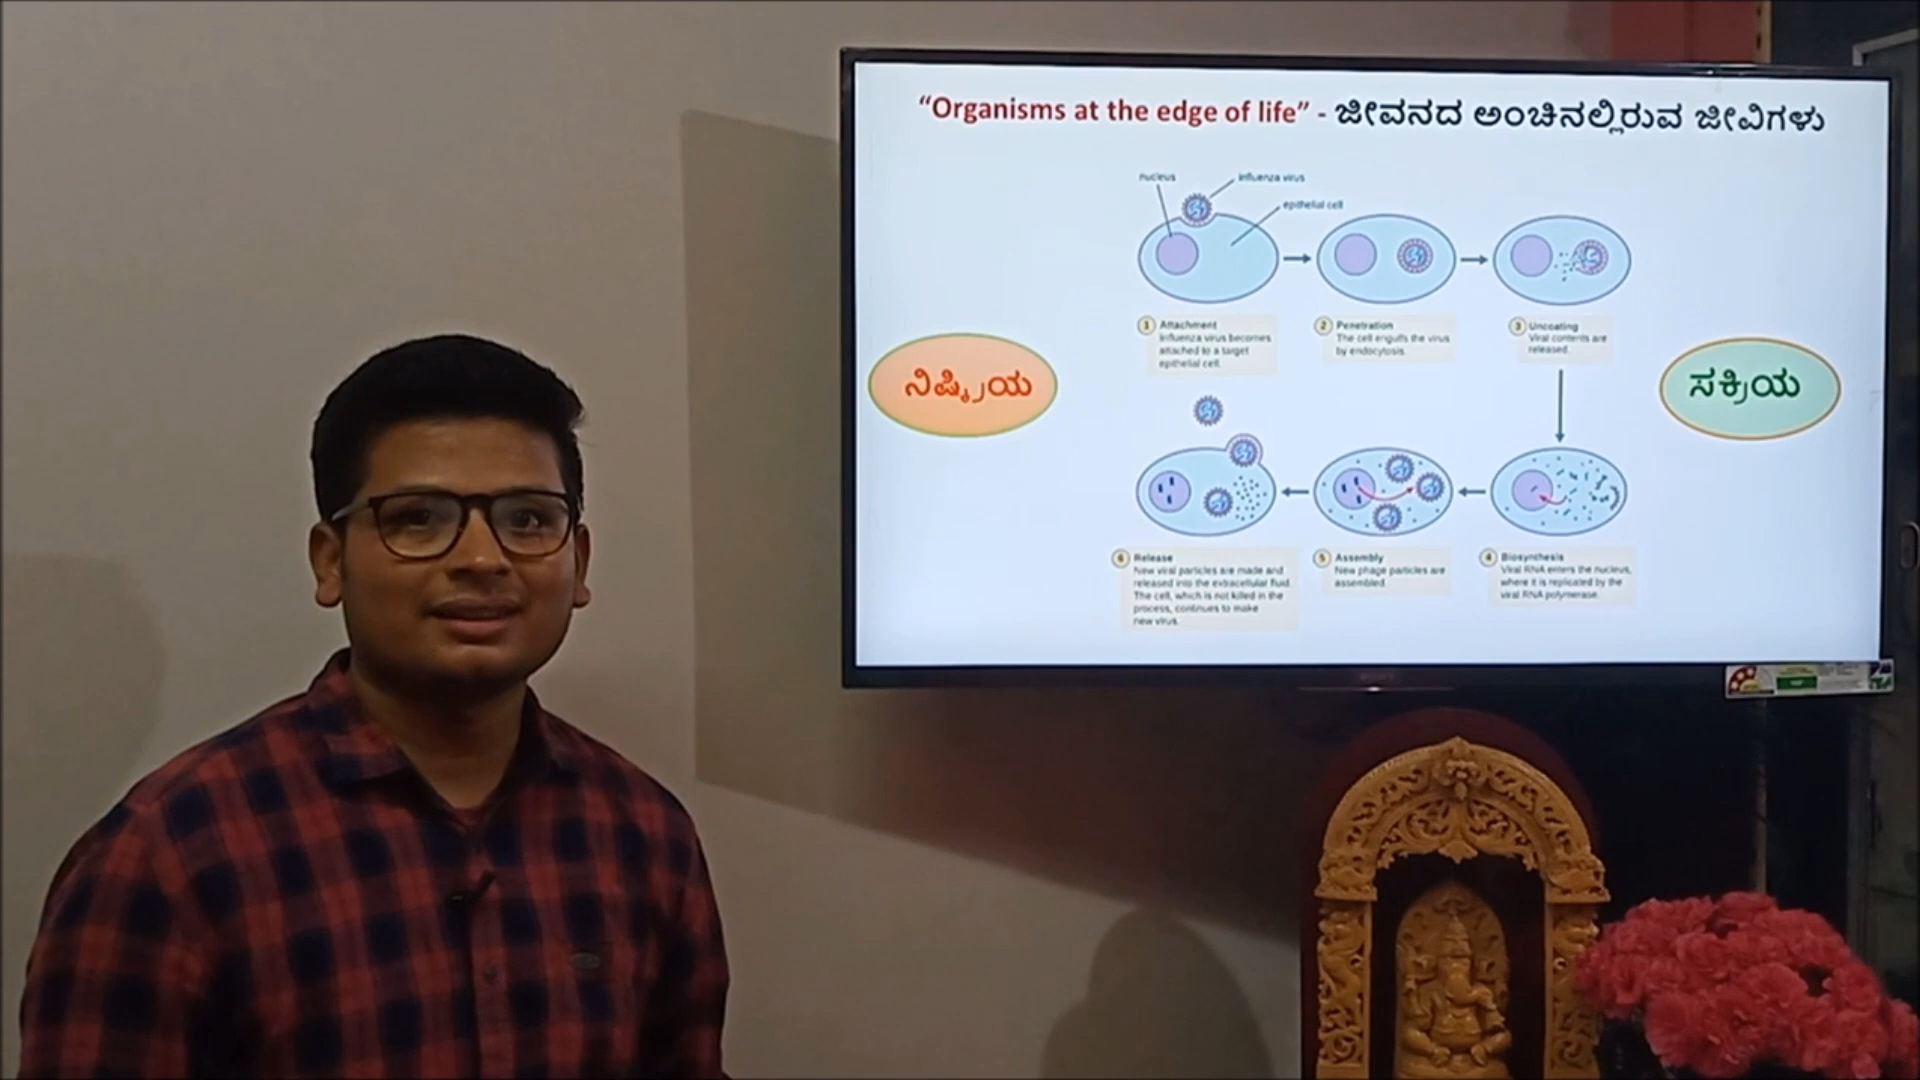 “Organisms at the edge of life” - ಜೀವನದ ಅಂಚಿನಲ್ಲಿರುವ ಜೀವಿಗಳು
nucleus
influenza virus
epithelial cell
1 Attachment
Influenza virus becomes
attached to a target
epithelial cell.
2 Penetration
The cell engulfs the virus
by endocytosis.
3 Uncoating
Viral contents are
released.
ನಿಷ್ಕ್ರಿಯ
ಸಕ್ರಿಯ
6 Release
New viral particles are made and
released into the extracellular fluid.
The cell, which is not killed in the
process, continues to make
new virus.
5 Assembly
New phage particles are
assembled.
4 Biosynthesis
Viral RNA enters the nucleus,
where it is replicated by the
viral RNA polymerase.